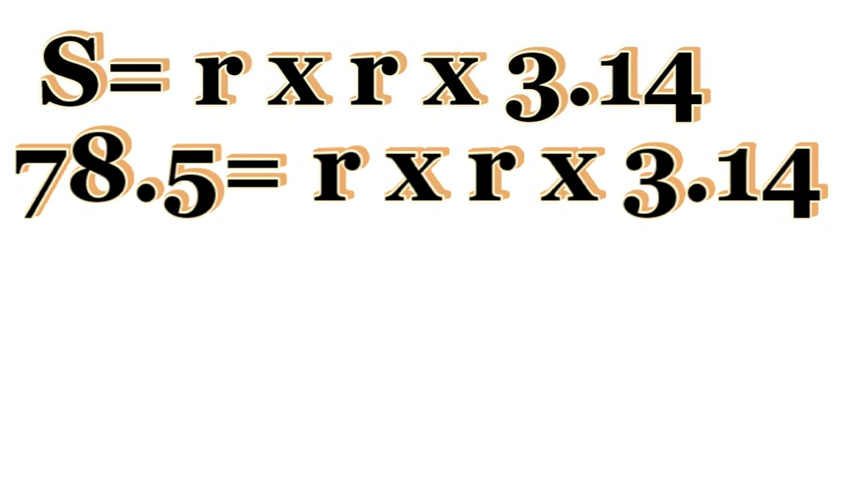 S= r x r x 3.14
78.5= r x r x 3.14